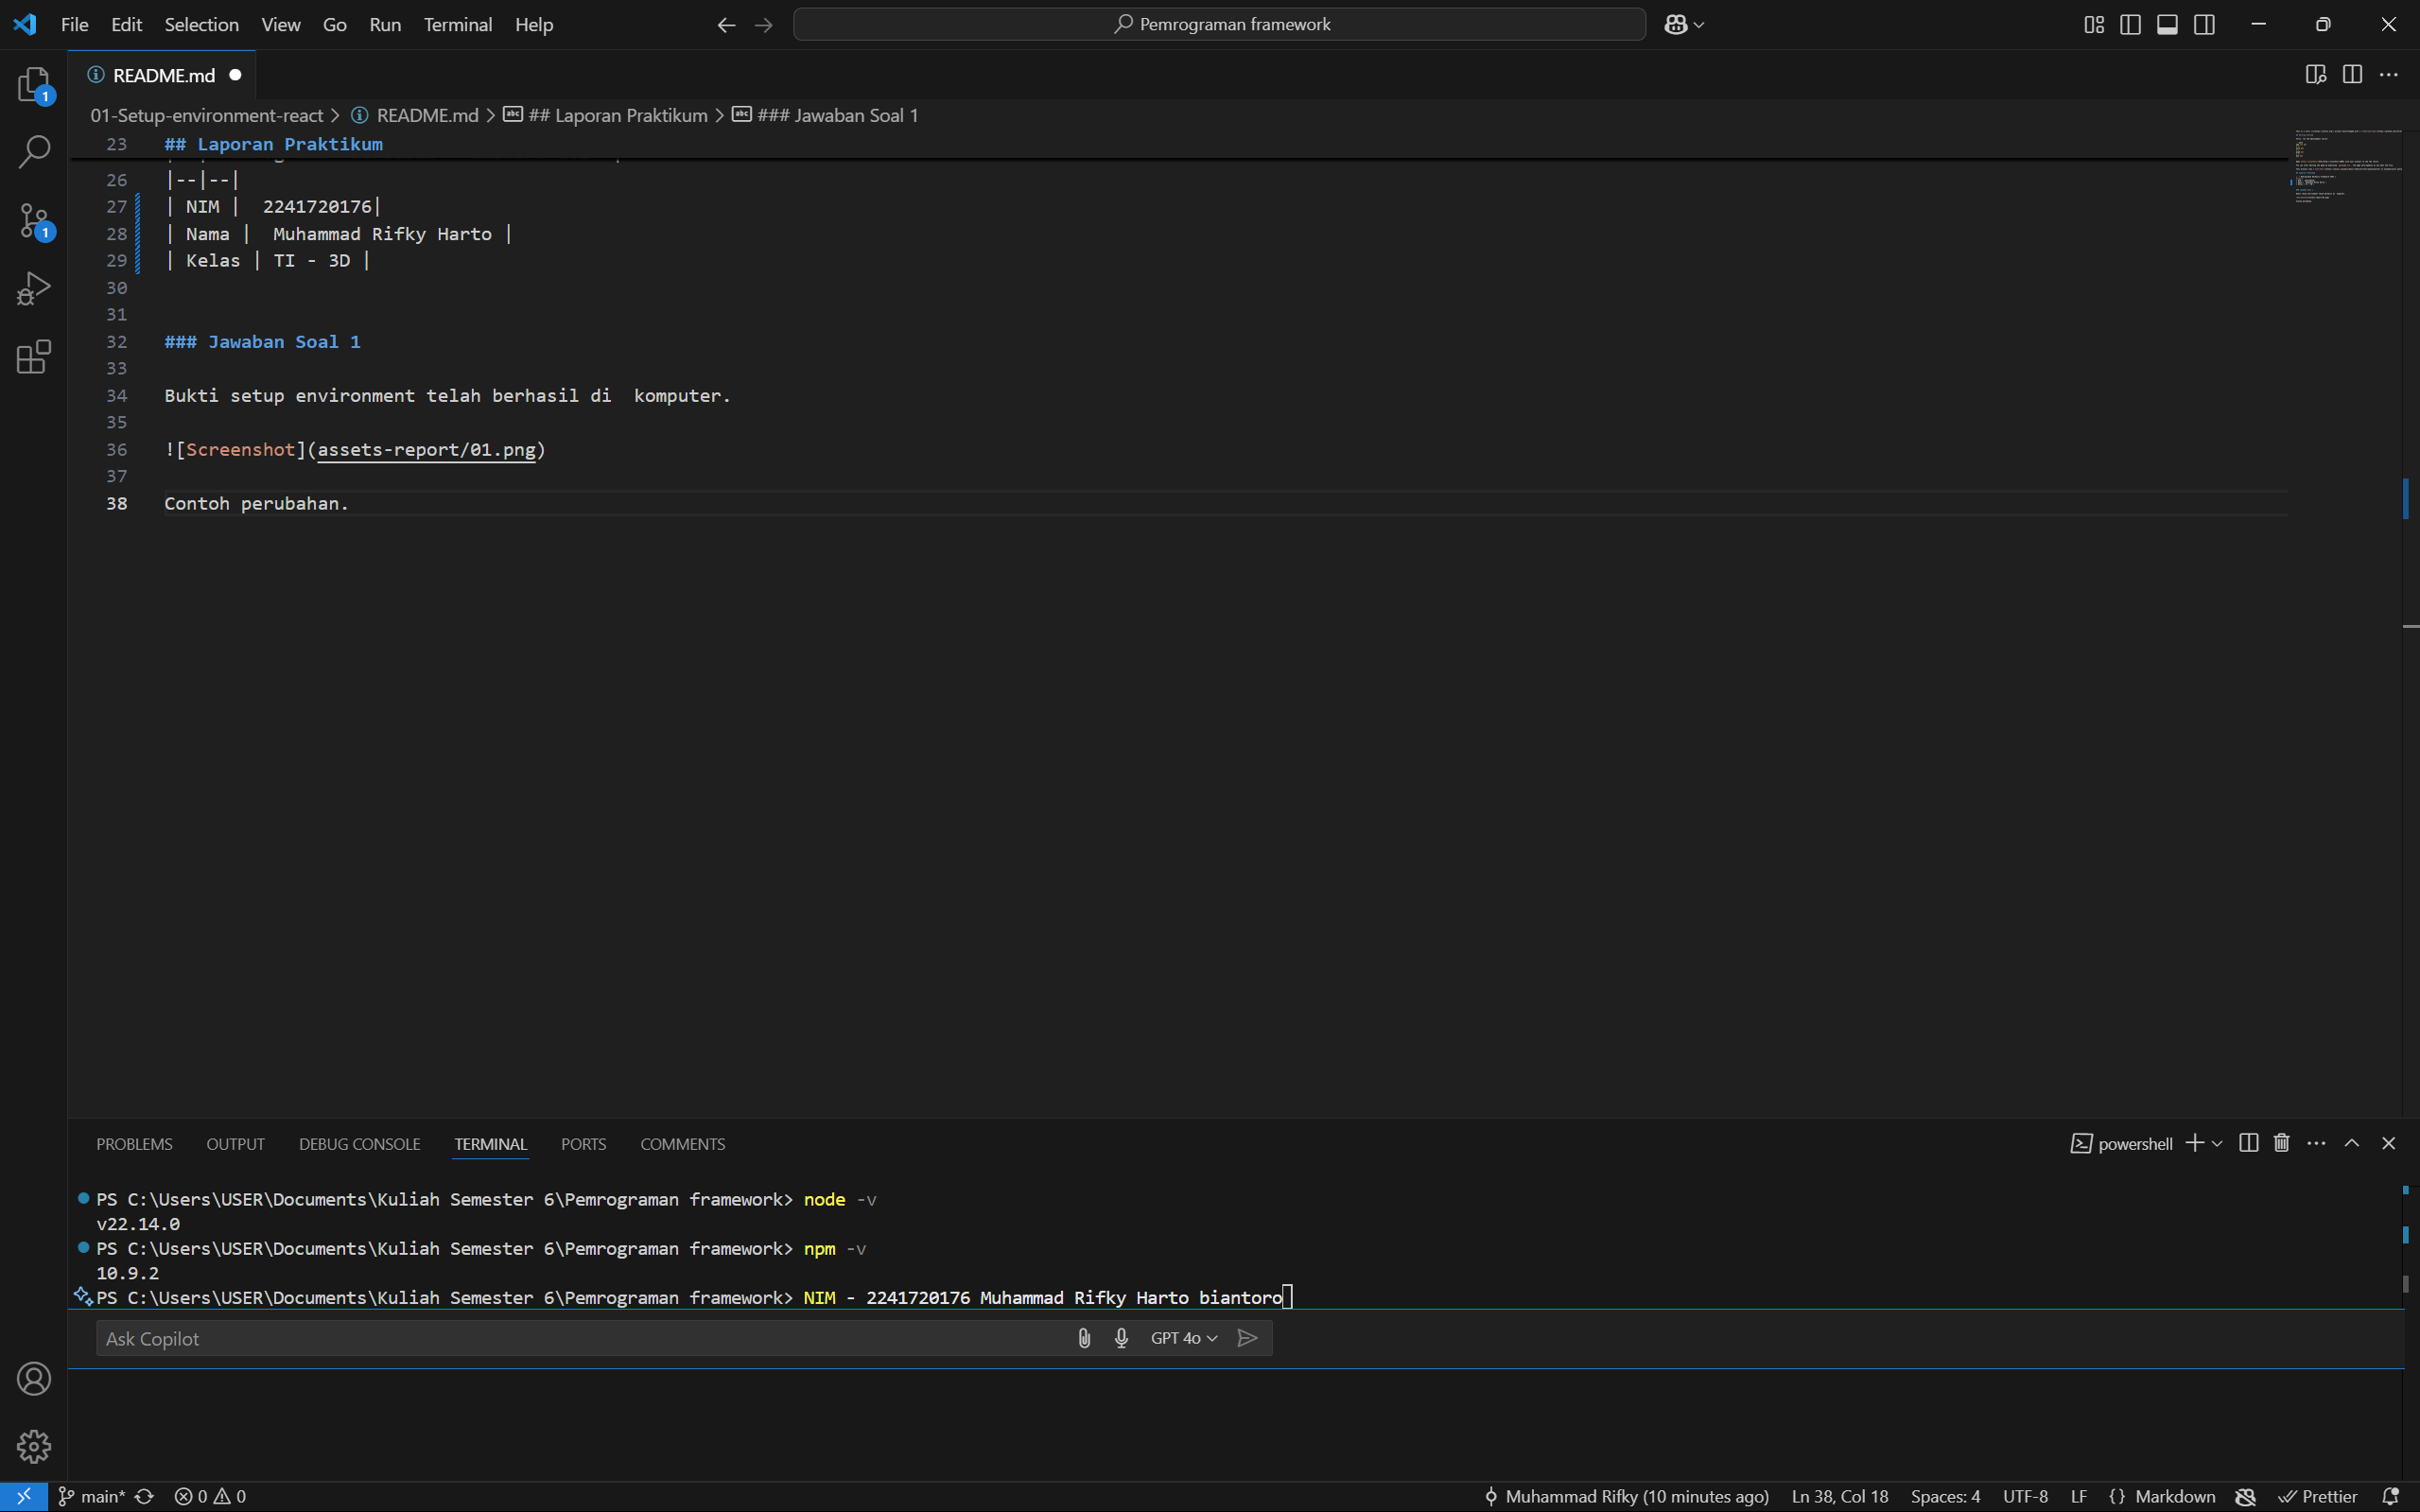 File Edit Selection View Go Run Terminal Help
Pemrograman framework
README.md
01-Setup-environment-react > README.md > ## Laporan Praktikum > ### Jawaban Soal 1
23 ## Laporan Praktikum
26 |--|--|
27 | NIM |  2241720176|
28 | Nama |  Muhammad Rifky Harto |
29 | Kelas | TI - 3D |
30
31
32 ### Jawaban Soal 1
33
34 Bukti setup environment telah berhasil di  komputer.
35
36 ![Screenshot](assets-report/01.png)
37
38 Contoh perubahan.
1
1
PROBLEMS OUTPUT DEBUG CONSOLE TERMINAL PORTS COMMENTS powershell
PS C:\Users\USER\Documents\Kuliah Semester 6\Pemrograman framework> node -v
v22.14.0
PS C:\Users\USER\Documents\Kuliah Semester 6\Pemrograman framework> npm -v
10.9.2
PS C:\Users\USER\Documents\Kuliah Semester 6\Pemrograman framework> NIM - 2241720176 Muhammad Rifky Harto biantoro
Ask Copilot GPT 4o
main* 0 0 Muhammad Rifky (10 minutes ago) Ln 38, Col 18 Spaces: 4 UTF-8 LF {} Markdown Prettier